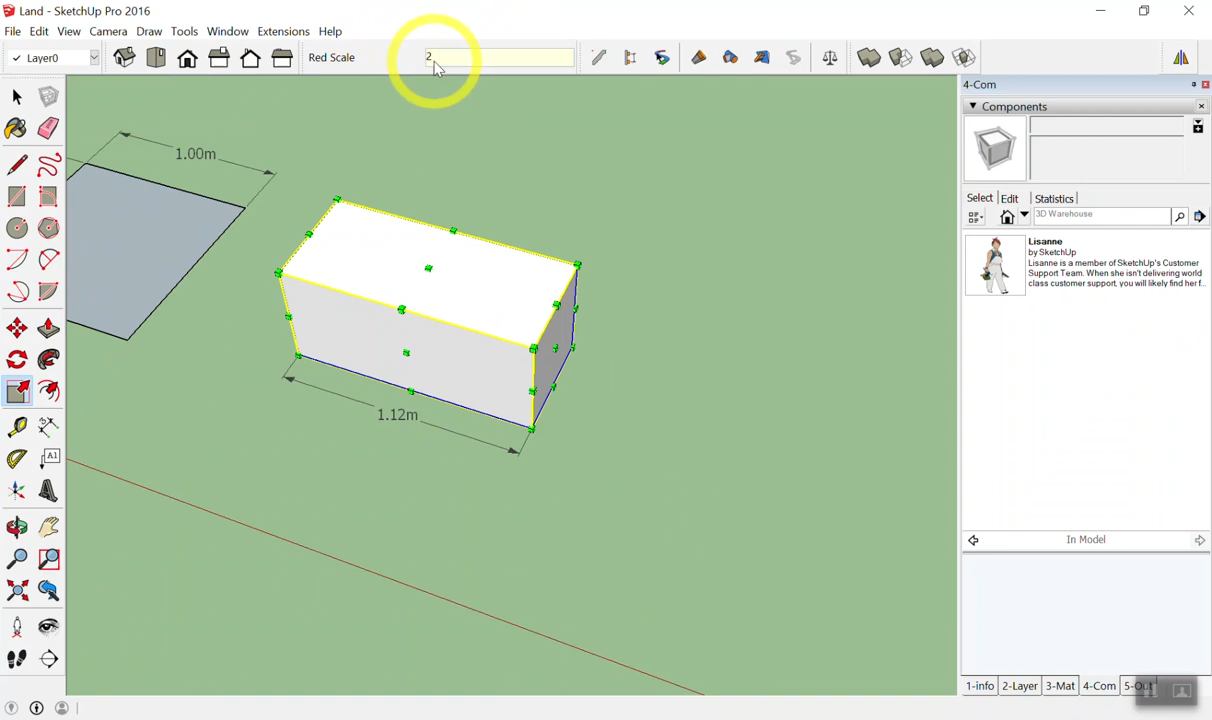 Land - SketchUp Pro 2016
File Edit View Camera Draw Tools Window Extensions Help
Layer0
Red Scale
2
4-Com
Components
Select Edit Statistics
3D Warehouse
Lisanne
by SketchUp
Lisanne is a member of SketchUp's Customer
Support Team. When she isn't delivering world
class customer support, you will likely find her f...
1.00m
1.12m
A1
In Model
1-info 2-Layer 3-Mat 4-Com